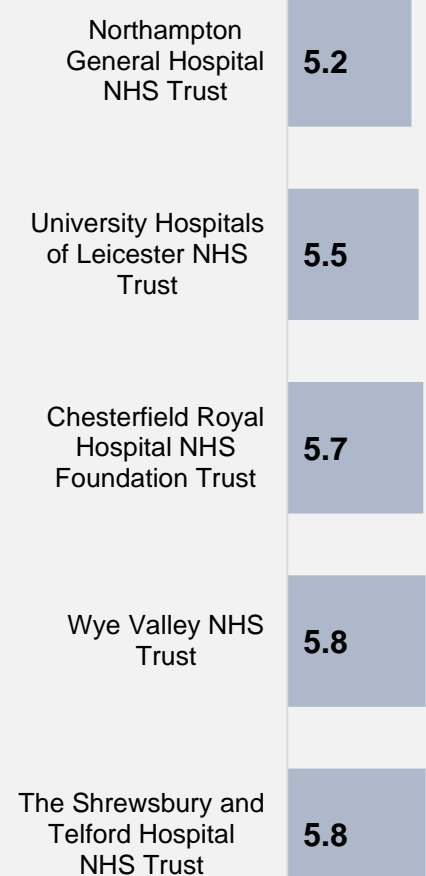 Northampton
General Hospital
NHS Trust
5.2
University Hospitals
of Leicester NHS
Trust
5.5
Chesterfield Royal
Hospital NHS
Foundation Trust
5.7
Wye Valley NHS
Trust
5.8
The Shrewsbury and
Telford Hospital
NHS Trust
5.8